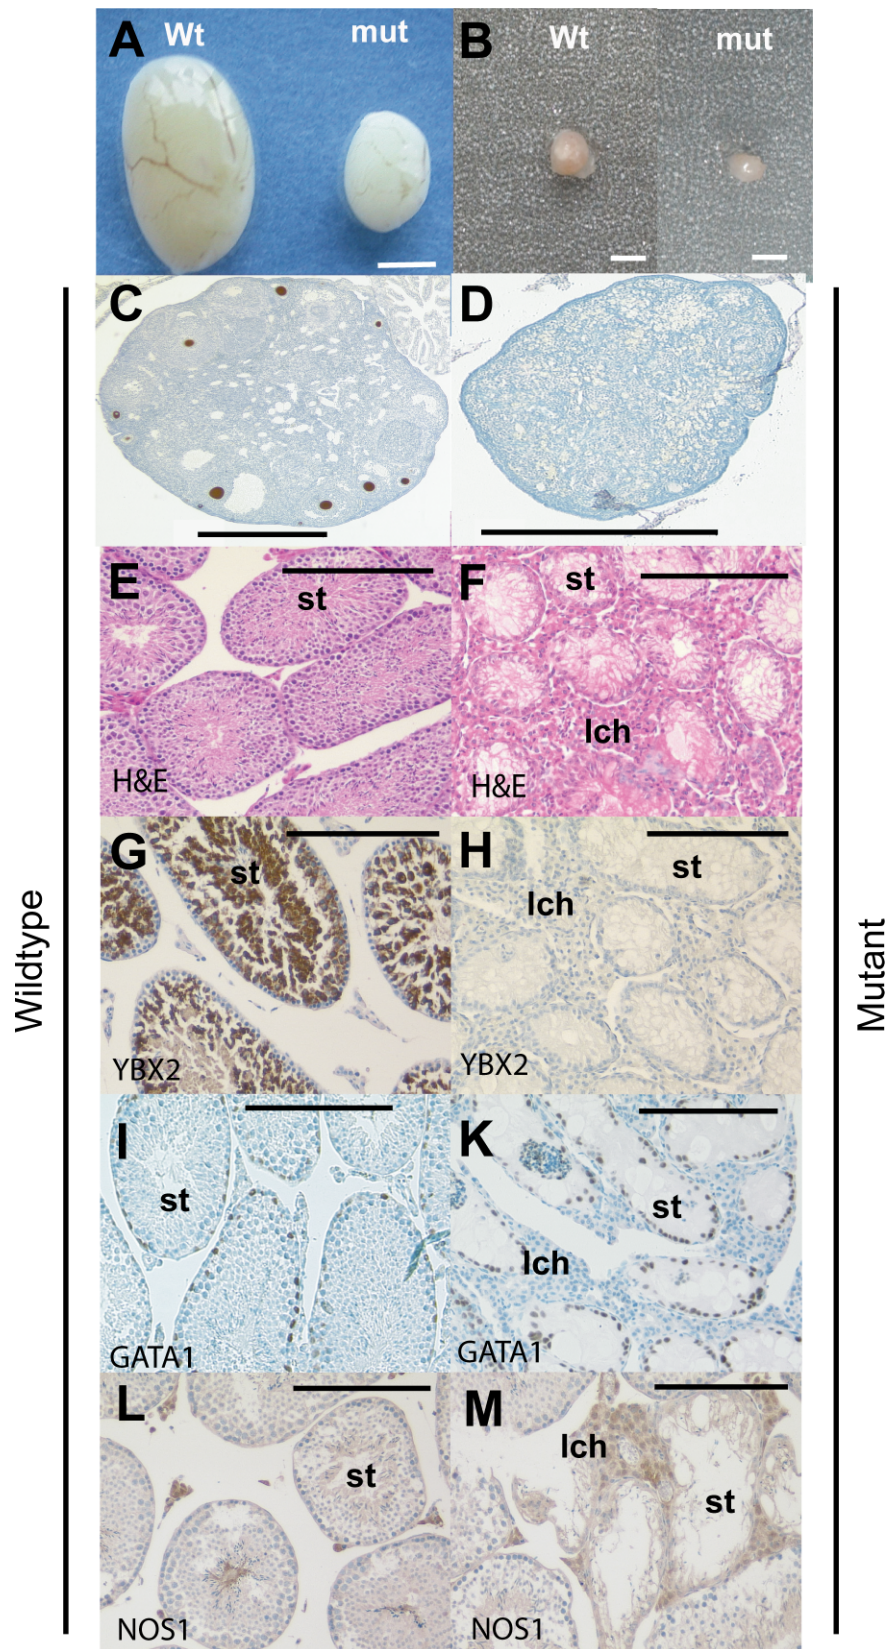 A Wt mut
B Wt mut
C
D
E st H&E
F st lch H&E
G st YBX2
H st lch YBX2
I st GATA1
K st lch GATA1
L st NOS1
M lch st NOS1
Wildtype
Mutant